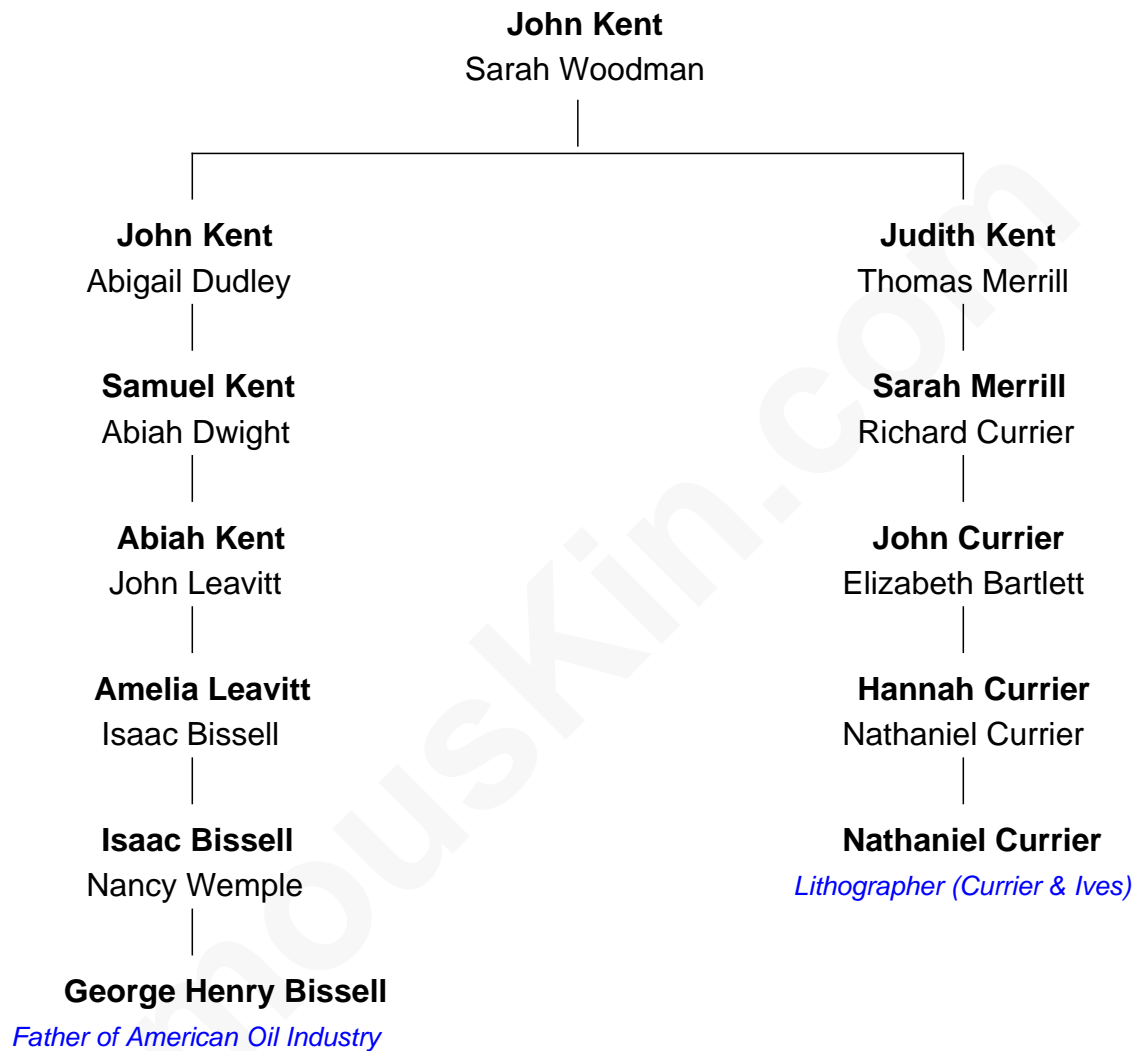 John Kent
Sarah Woodman
John Kent
Abigail Dudley
Judith Kent
Thomas Merrill
Samuel Kent
Abiah Dwight
Sarah Merrill
Richard Currier
Abiah Kent
John Leavitt
John Currier
Elizabeth Bartlett
Amelia Leavitt
Isaac Bissell
Hannah Currier
Nathaniel Currier
Isaac Bissell
Nancy Wemple
Nathaniel Currier
Lithographer (Currier & Ives)
George Henry Bissell
Father of American Oil Industry
mousKin.com